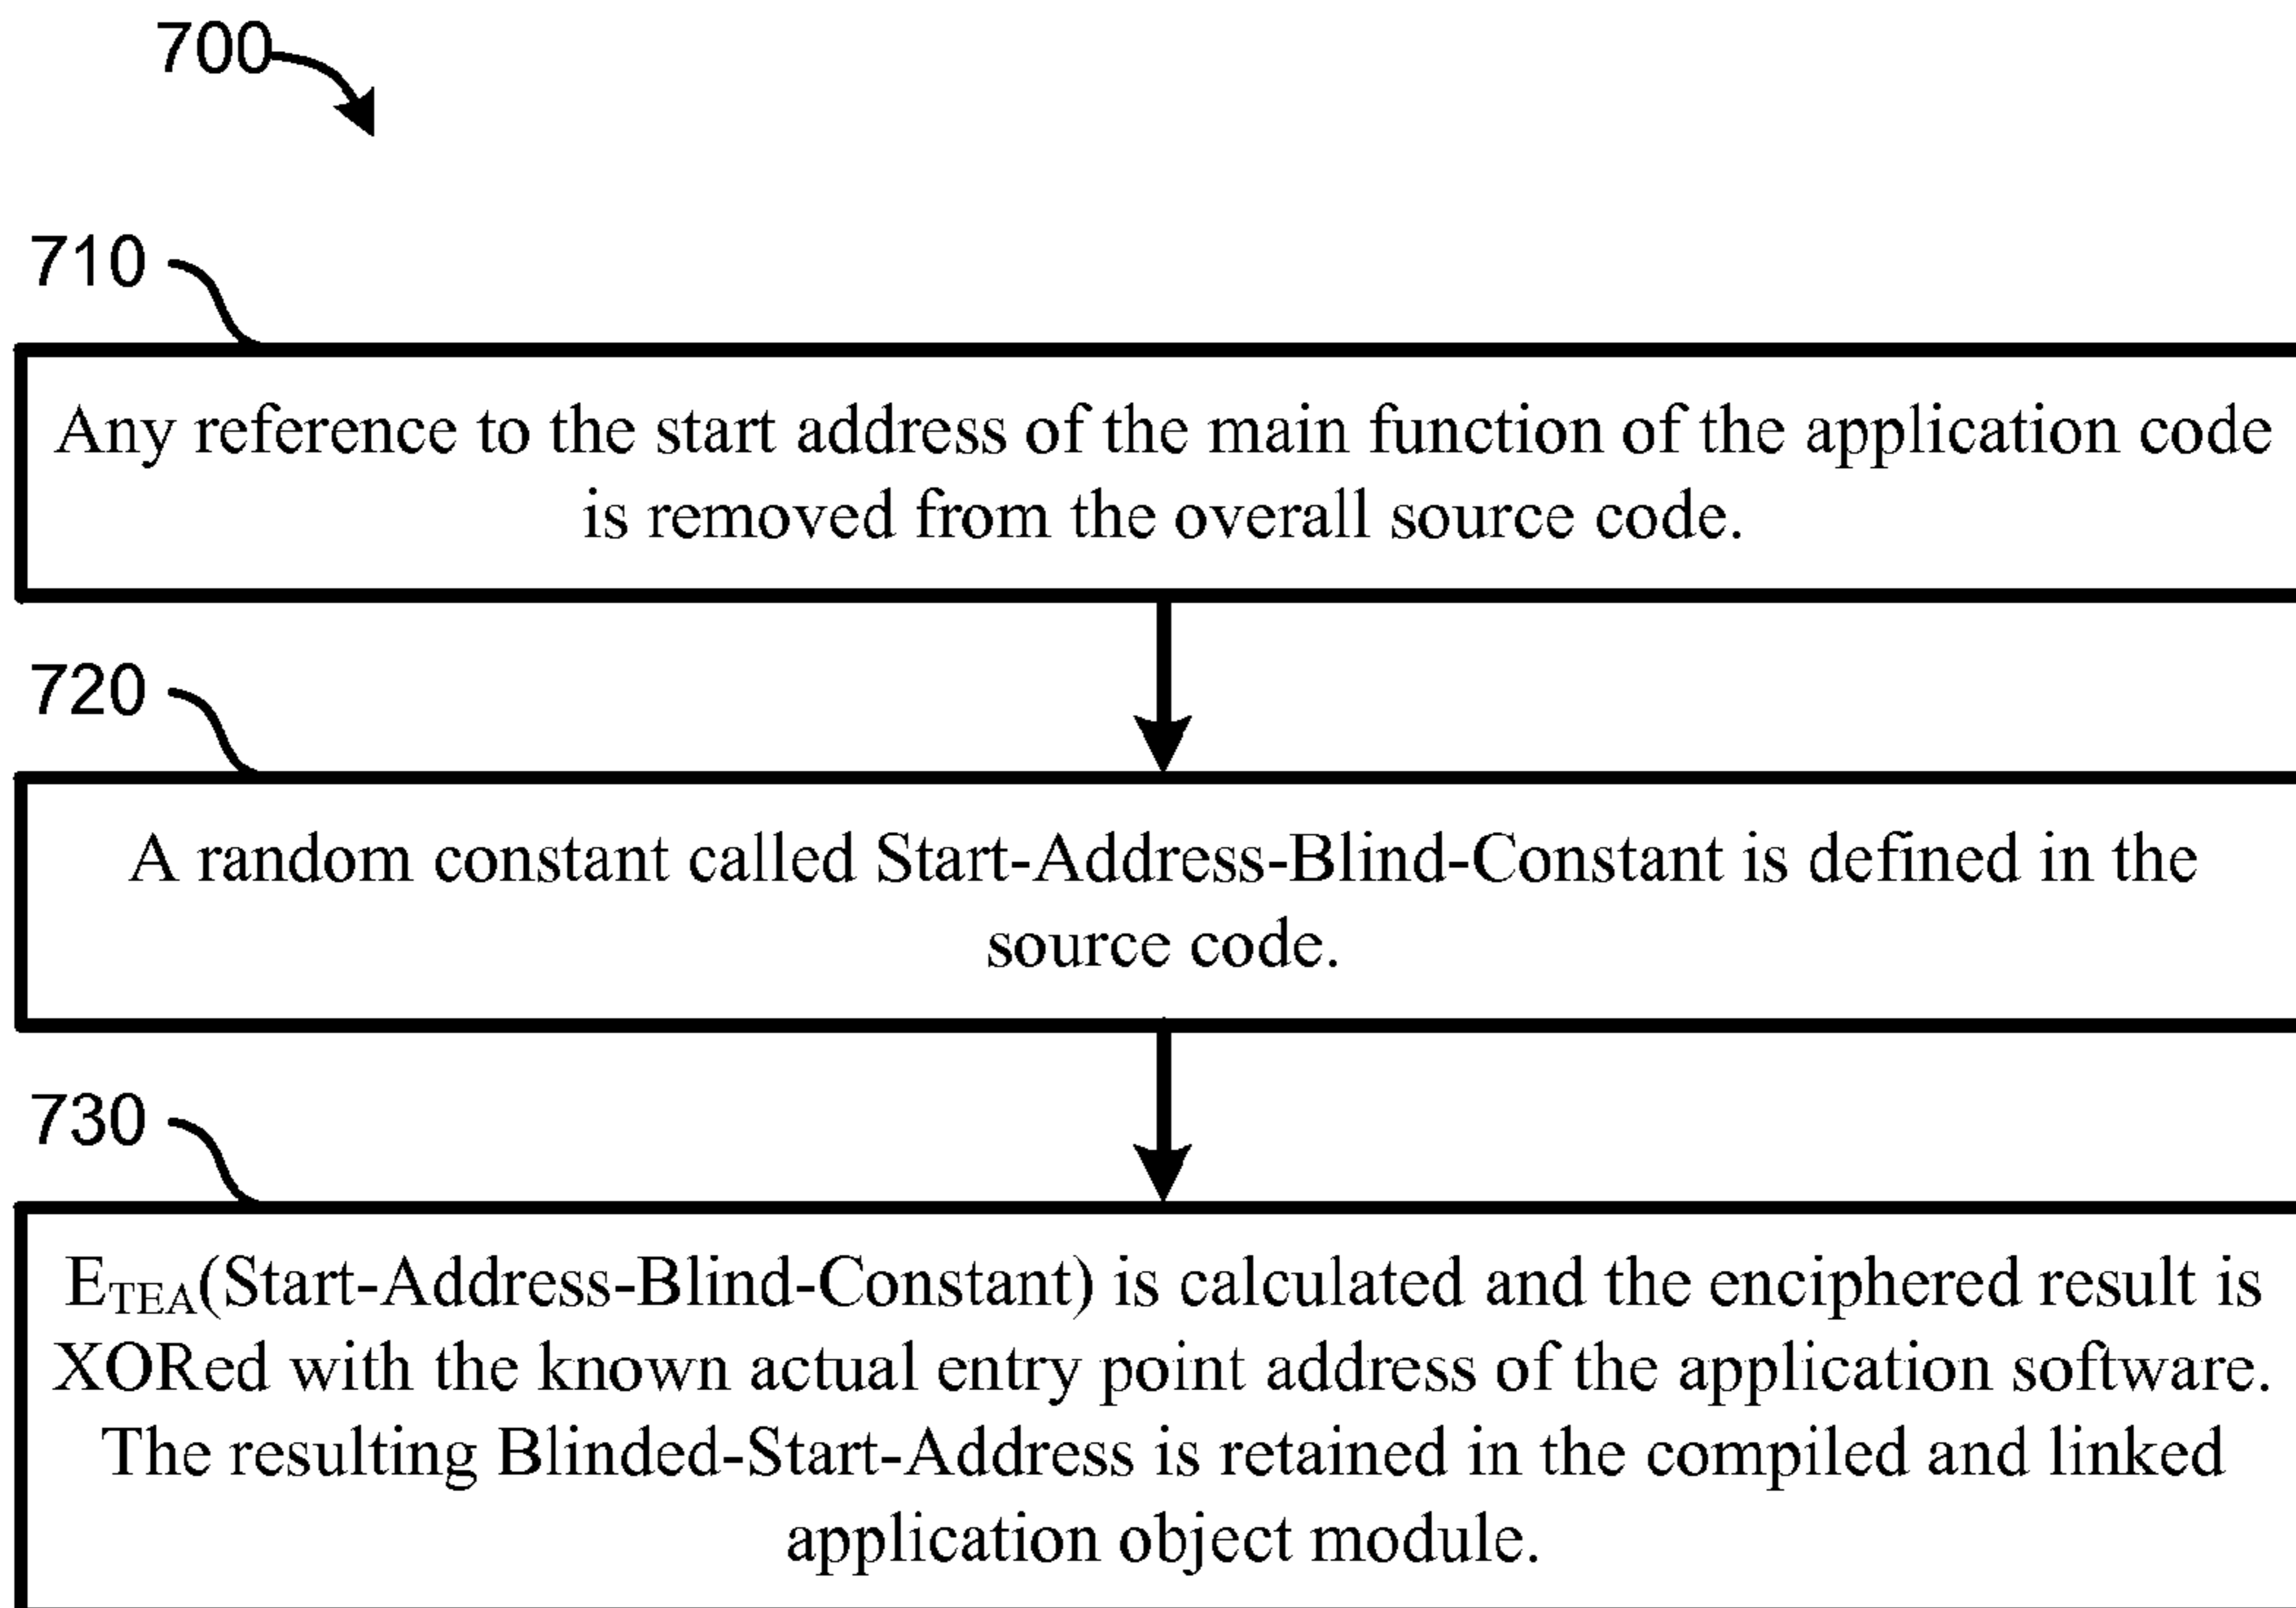 700
710
Any reference to the start address of the main function of the application code
is removed from the overall source code.
720
A random constant called Start-Address-Blind-Constant is defined in the
source code.
730
ETEA(Start-Address-Blind-Constant) is calculated and the enciphered result is
XORed with the known actual entry point address of the application software.
The resulting Blinded-Start-Address is retained in the compiled and linked
application object module.